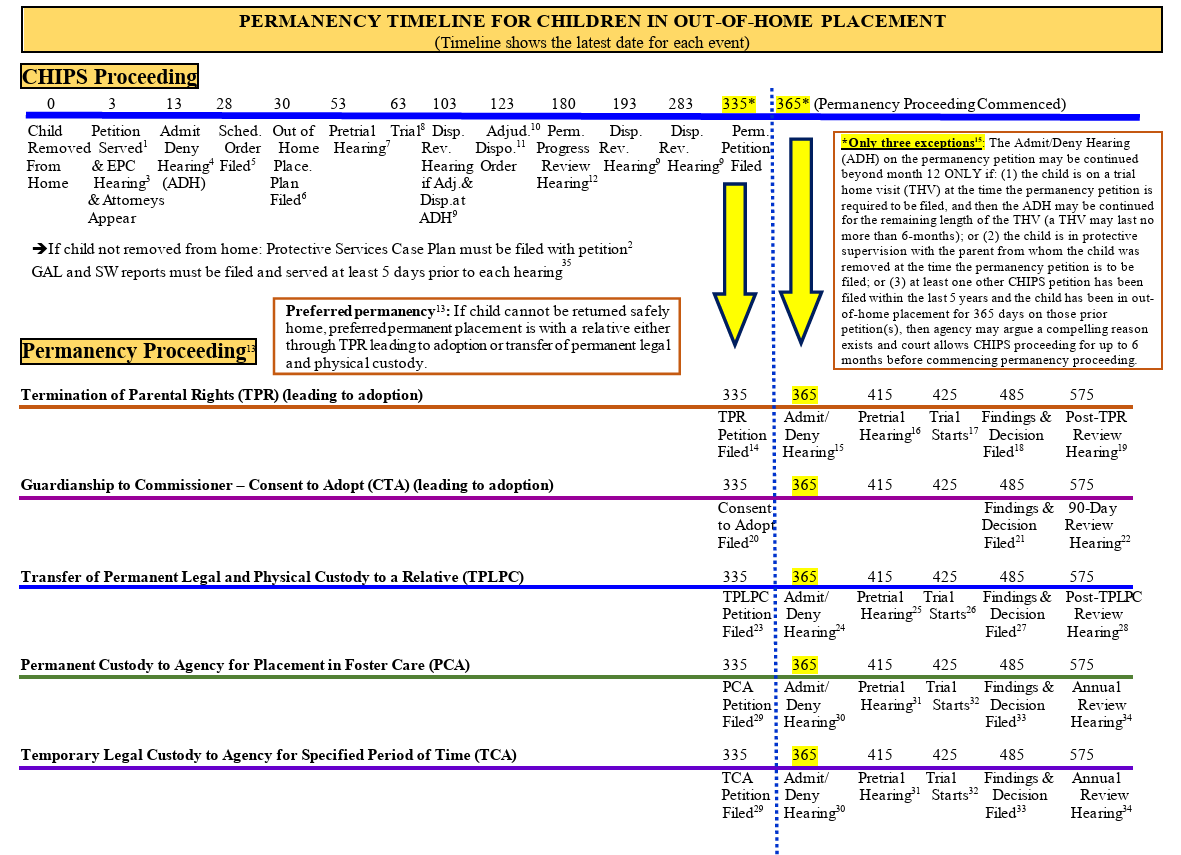 PERMANENCY TIMELINE FOR CHILDREN IN OUT-OF-HOME PLACEMENT
(Timeline shows the latest date for each event)
CHIPS Proceeding
0 3 13 28 30 53 63 103 123 180 193 283 335* 365* (Permanency Proceeding Commenced)
Child Petition Admit Sched. Out of Pretrial Trial8 Disp. Adjud.10 Perm. Disp. Disp. Perm.
Removed Served1 Deny Order Home Hearing7 Rev. Dispo.11 Progress Rev. Rev. Petition
From & EPC Hearing4 Filed5 Place. Hearing Order Review Hearing9 Hearing9 Filed
Home Hearing3 (ADH) Plan if Adj.& Hearing12
& Attorneys Filed6 Disp.at
Appear ADH9
*Only three exceptions15: The Admit/Deny Hearing
(ADH) on the permanency petition may be continued
beyond month 12 ONLY if: (1) the child is on a trial
home visit (THV) at the time the permanency petition is
required to be filed, and then the ADH may be continued
for the remaining length of the THV (a THV may last no
more than 6-months); or (2) the child is in protective
supervision with the parent from whom the child was
removed at the time the permanency petition is to be
filed; or (3) at least one other CHIPS petition has been
filed within the last 5 years and the child has been in out-
of-home placement for 365 days on those prior
petition(s), then agency may argue a compelling reason
exists and court allows CHIPS proceeding for up to 6
months before commencing permanency proceeding.
➔If child not removed from home: Protective Services Case Plan must be filed with petition2
GAL and SW reports must be filed and served at least 5 days prior to each hearing35
Preferred permanency13: If child cannot be returned safely
home, preferred permanent placement is with a relative either
through TPR leading to adoption or transfer of permanent legal
and physical custody.
Permanency Proceeding13
Termination of Parental Rights (TPR) (leading to adoption) 335 365 415 425 485 575
TPR Admit/ Pretrial Trial Findings & Post-TPR
Petition Deny Hearing16 Starts17 Decision Review
Filed14 Hearing15 Filed18 Hearing19
Guardianship to Commissioner – Consent to Adopt (CTA) (leading to adoption) 335 365 415 425 485 575
Consent Findings & 90-Day
to Adopt Decision Review
Filed20 Filed21 Hearing22
Transfer of Permanent Legal and Physical Custody to a Relative (TPLPC) 335 365 415 425 485 575
TPLPC Admit/ Pretrial Trial Findings & Post-TPLPC
Petition Deny Hearing25 Starts26 Decision Review
Filed23 Hearing24 Filed27 Hearing28
Permanent Custody to Agency for Placement in Foster Care (PCA) 335 365 415 425 485 575
PCA Admit/ Pretrial Trial Findings & Annual
Petition Deny Hearing31 Starts32 Decision Review
Filed29 Hearing30 Filed33 Hearing34
Temporary Legal Custody to Agency for Specified Period of Time (TCA) 335 365 415 425 485 575
TCA Admit/ Pretrial Trial Findings & Annual
Petition Deny Hearing31 Starts32 Decision Review
Filed29 Hearing30 Filed33 Hearing34